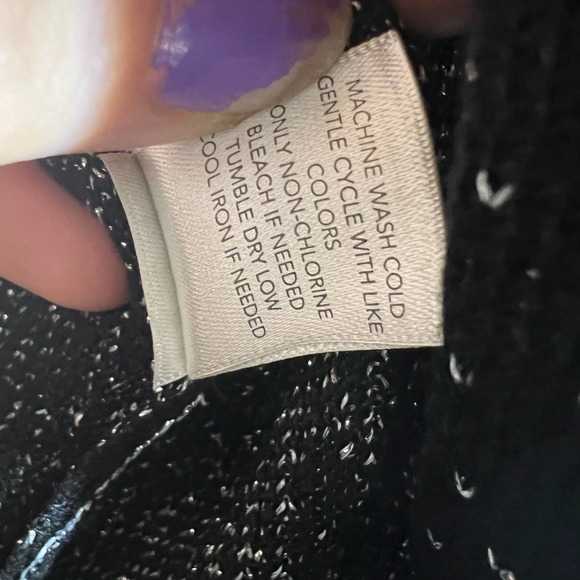 MACHINE WASH COLD
GENTLE CYCLE WITH LIKE
COLORS
ONLY NON-CHLORINE
BLEACH IF NEEDED
TUMBLE DRY LOW
COOL IRON IF NEEDED